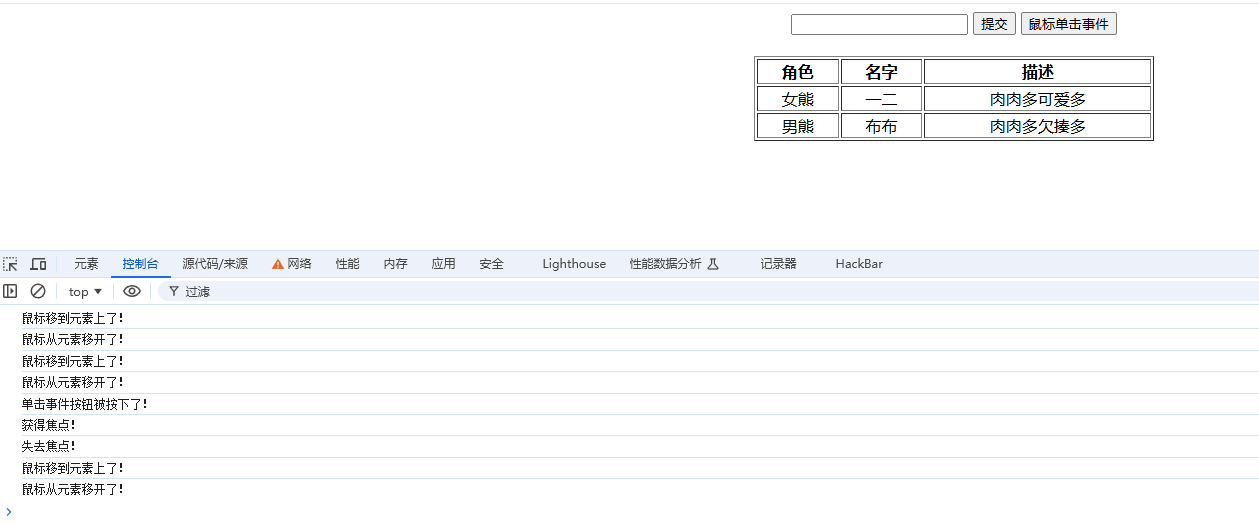 提交 鼠标单击事件
角色 名字 描述
女熊 一二 肉肉多可爱多
男熊 布布 肉肉多欠揍多
元素 控制台 源代码/来源 网络 性能 内存 应用 安全 Lighthouse 性能数据分析 记录器 HackBar
top 过滤
鼠标移到元素上了!
鼠标从元素移开了!
鼠标移到元素上了!
鼠标从元素移开了!
单击事件按钮被按下了!
获得焦点!
失去焦点!
鼠标移到元素上了!
鼠标从元素移开了!